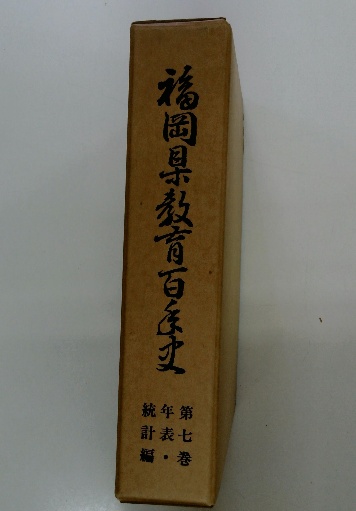 福岡県教育百年史
第七巻
年表・
統計編